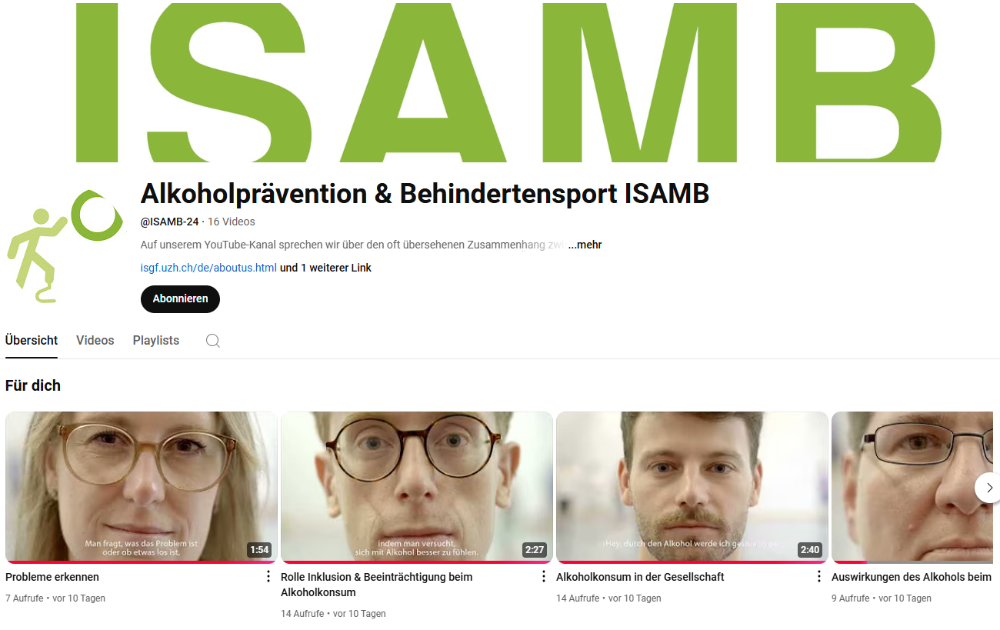 ISAMB
Alkoholprävention & Behindertensport ISAMB
@ISAMB-24 · 16 Videos
Auf unserem YouTube-Kanal sprechen wir über den oft übersehenen Zusammenhang ...mehr
isgf.uzh.ch/de/aboutus.html und 1 weiterer Link
Abonnieren
Übersicht Videos Playlists
Für dich
Man fragt, was das Problem ist
oder ob etwas los ist,
1:54
indem man versucht,
sich mit Alkohol besser zu fühlen.
2:27
Hey, durch den Alkohol werde ich
2:40
Probleme erkennen
7 Aufrufe • vor 10 Tagen
Rolle Inklusion & Beeinträchtigung beim
Alkoholkonsum
14 Aufrufe • vor 10 Tagen
Alkoholkonsum in der Gesellschaft
14 Aufrufe • vor 10 Tagen
Auswirkungen des Alkohols beim
9 Aufrufe • vor 10 Tagen